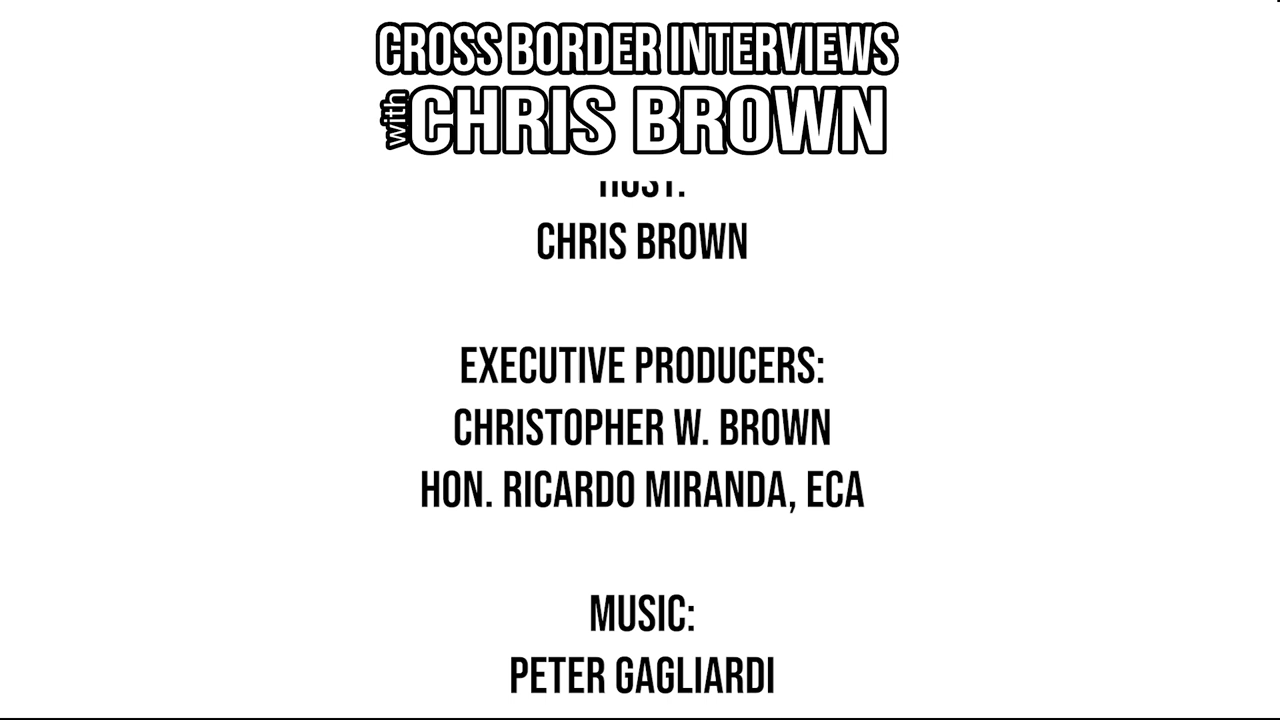 CROSS BORDER INTERVIEWS
with CHRIS BROWN
HOST:
CHRIS BROWN
EXECUTIVE PRODUCERS:
CHRISTOPHER W. BROWN
HON. RICARDO MIRANDA, ECA
MUSIC:
PETER GAGLIARDI